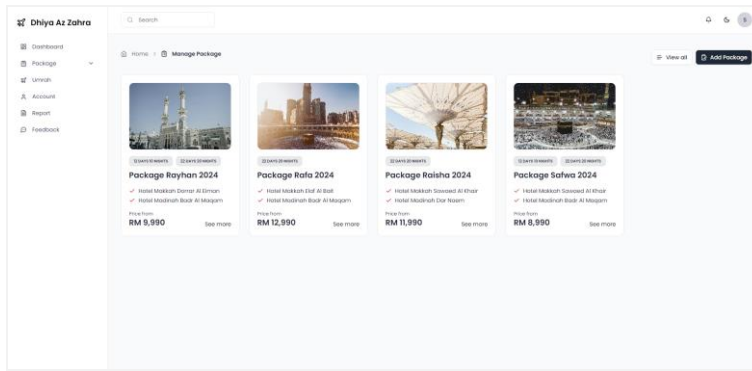 Dhiya Az Zahra
Search
S
Dashboard
Package
Umrah
Account
Report
Feedback
Home > Manage Package
View all
Add Package
12 DAYS 10 NIGHTS 22 DAYS 20 NIGHTS
Package Rayhan 2024
Hotel Makkah Darrar Al Eiman
Hotel Madinah Badr Al Maqam
Price from
RM 9,990
See more
22 DAYS 20 NIGHTS
Package Rafa 2024
Hotel Makkah Elaf Al Bait
Hotel Madinah Badr Al Maqam
Price from
RM 12,990
See more
22 DAYS 20 NIGHTS
Package Raisha 2024
Hotel Makkah Sawaed Al Khair
Hotel Madinah Dar Naem
Price from
RM 11,990
See more
12 DAYS 10 NIGHTS 22 DAYS 20 NIGHTS
Package Safwa 2024
Hotel Makkah Sawaed Al Khair
Hotel Madinah Badr Al Maqam
Price from
RM 8,990
See more